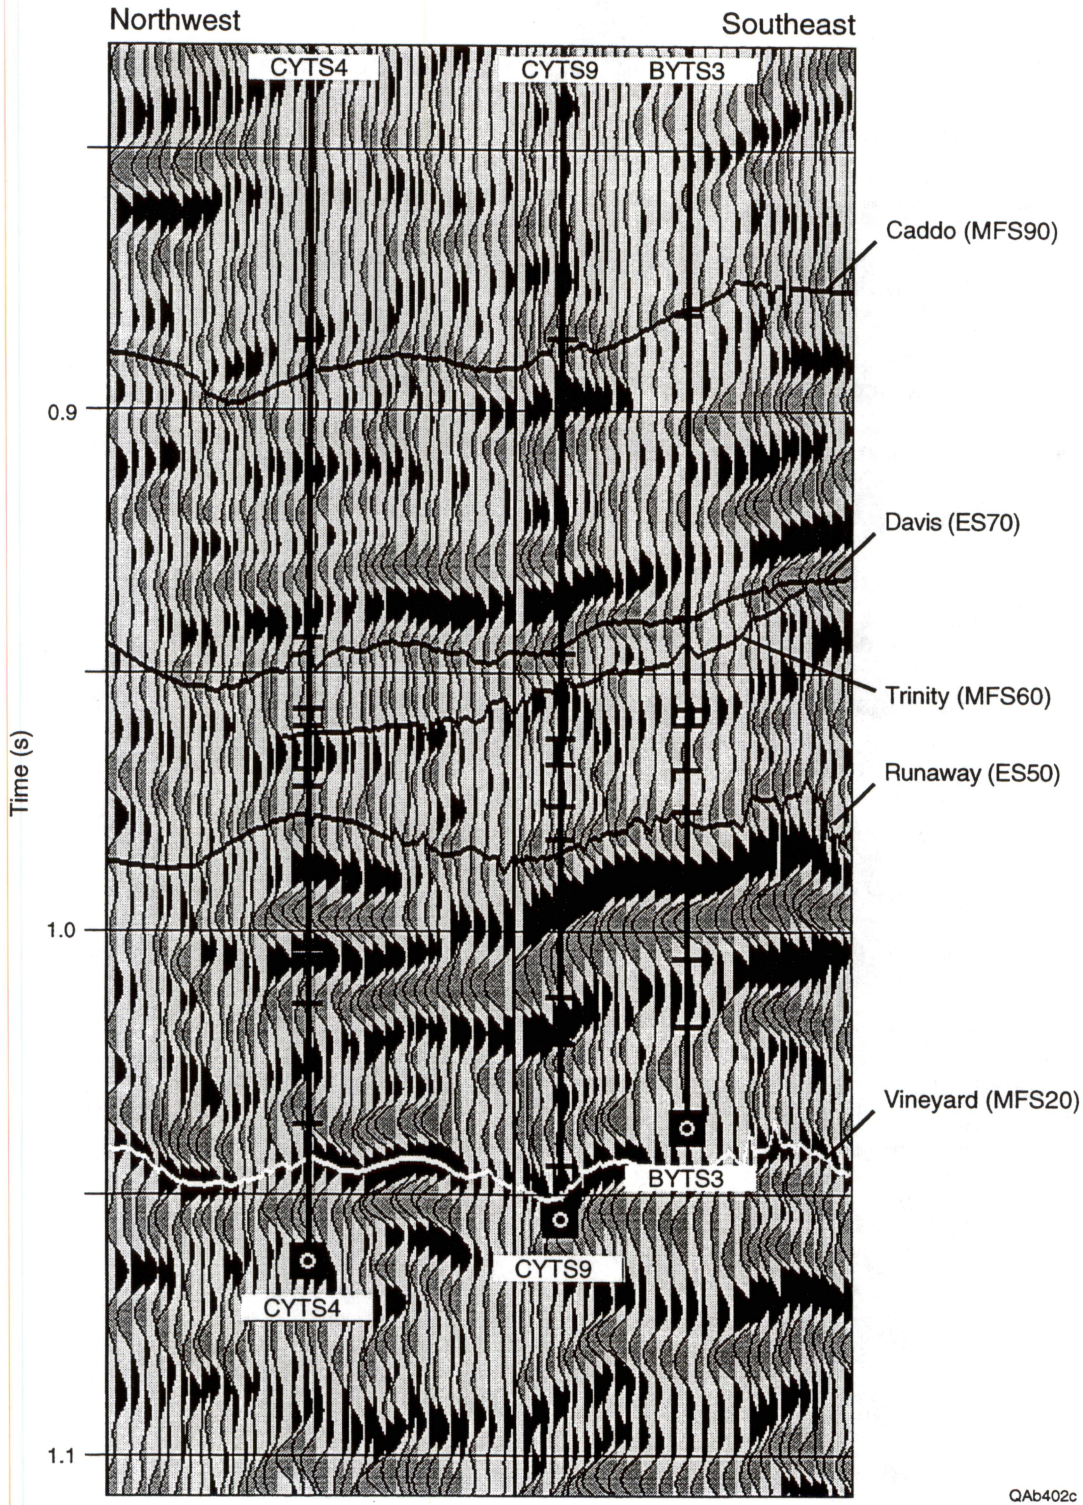 Northwest
Southeast
CYTS4
CYTS9
BYTS3
Caddo (MFS90)
0.9
Davis (ES70)
Trinity (MFS60)
Time (s)
Runaway (ES50)
1.0
Vineyard (MFS20)
BYTS3
CYTS9
CYTS4
1.1
QAb402c